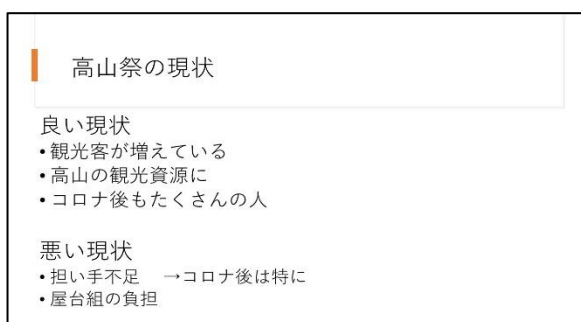 高山祭の現状
良い現状
• 観光客が増えている
• 高山の観光資源に
• コロナ後もたくさんの人
悪い現状
• 担い手不足　→コロナ後は特に
• 屋台組の負担